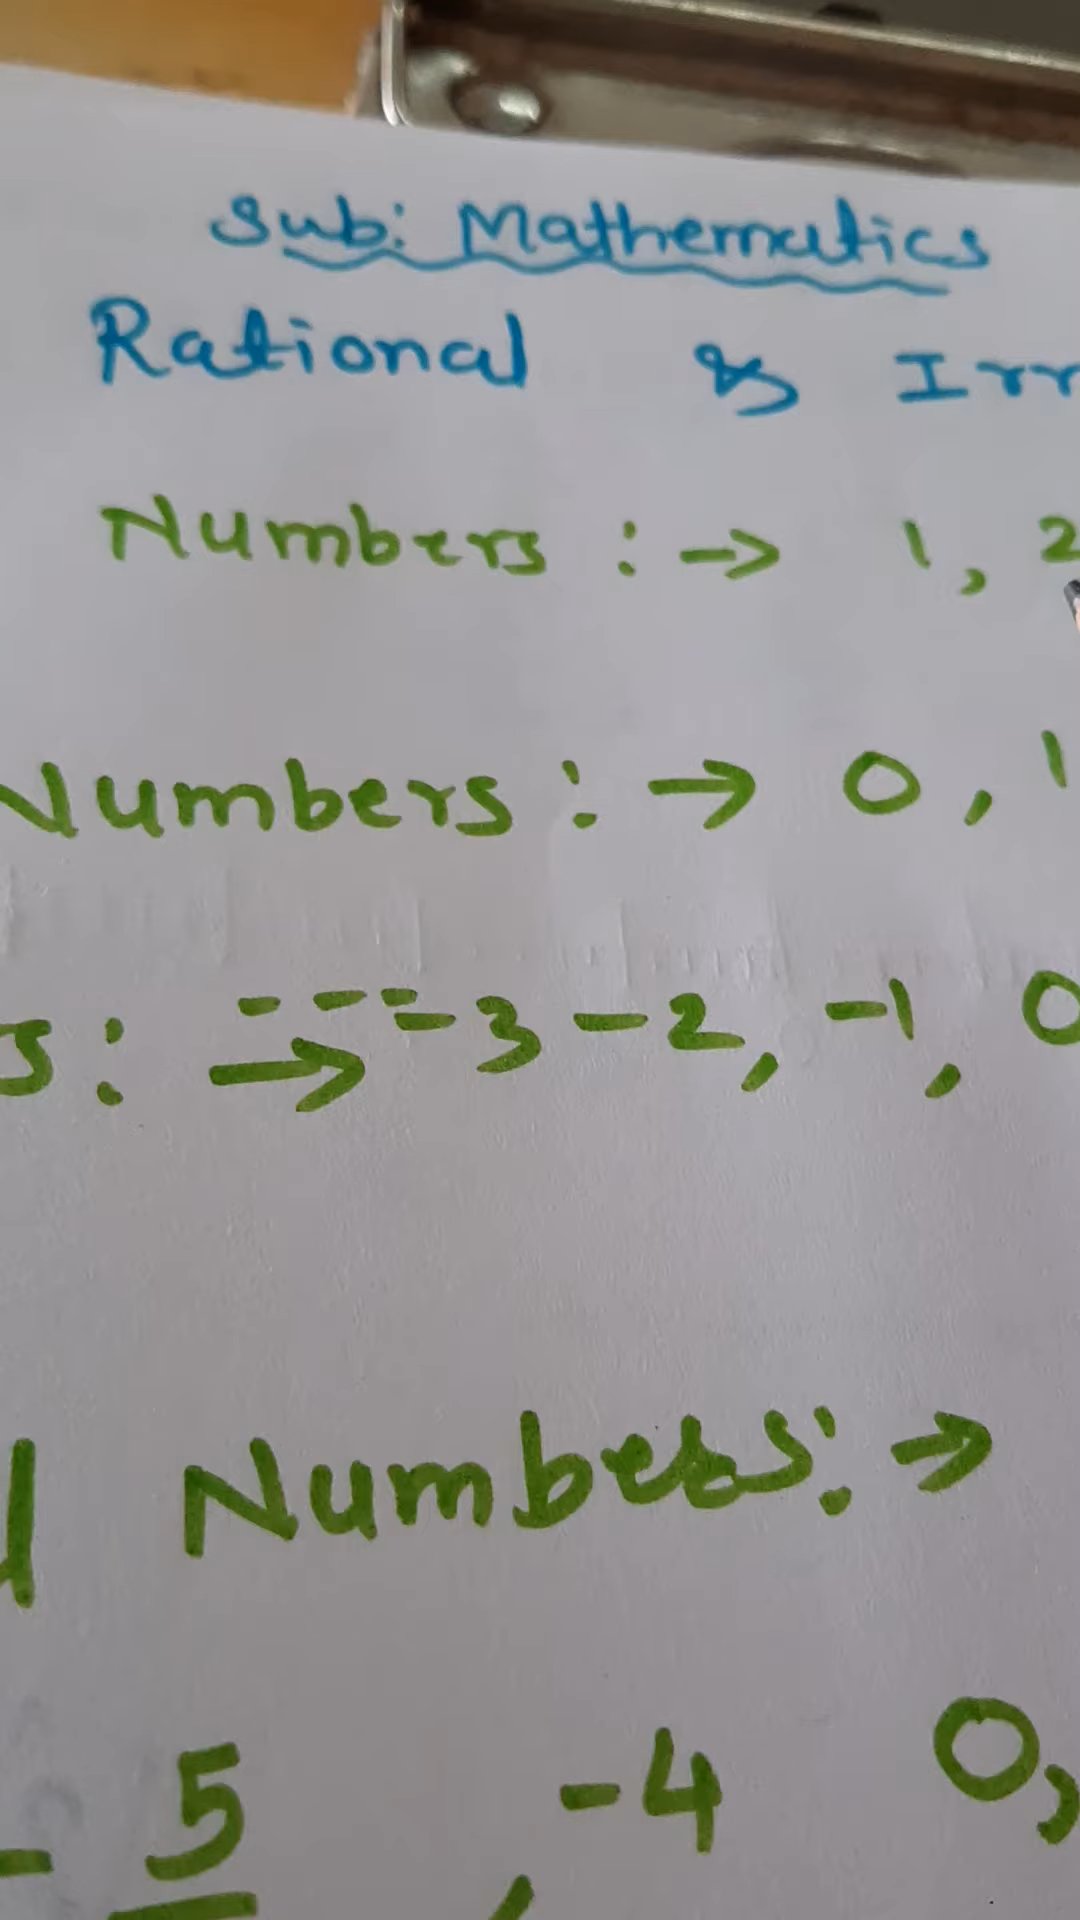 Sub: Mathematics
Rational & Irr
Numbers :→ 1, 2
Numbers :→ 0, 1
s: → ----3 -2, -1, 0
l Numbers: →
- 5 , -4 0,